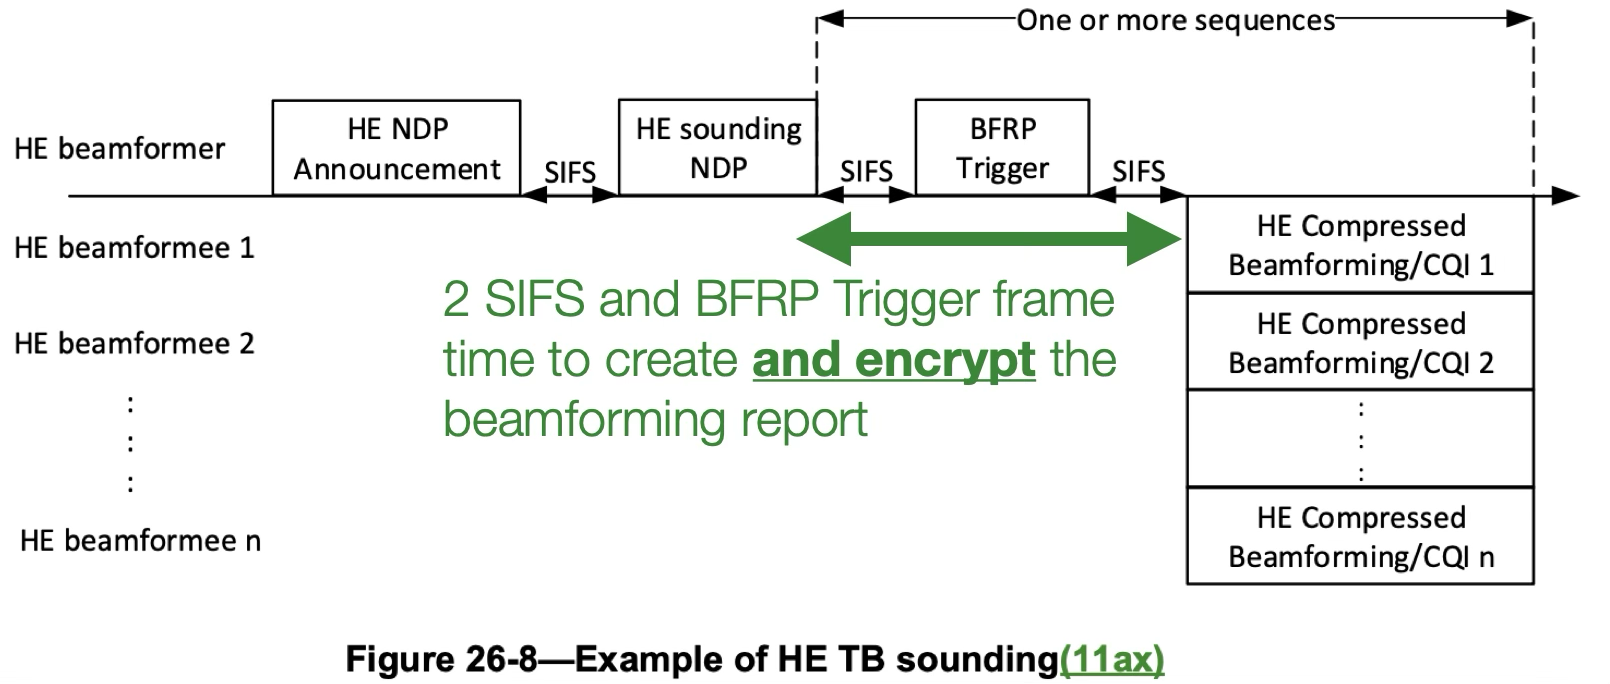 One or more sequences
HE beamformer
HE NDP
Announcement
SIFS
HE sounding
NDP
SIFS
BFRP
Trigger
SIFS
HE beamformee 1
HE Compressed
Beamforming/CQI 1
2 SIFS and BFRP Trigger frame
time to create and encrypt the
beamforming report
HE beamformee 2
HE Compressed
Beamforming/CQI 2
:
:
:
:
:
:
HE beamformee n
HE Compressed
Beamforming/CQI n
Figure 26-8—Example of HE TB sounding(11ax)